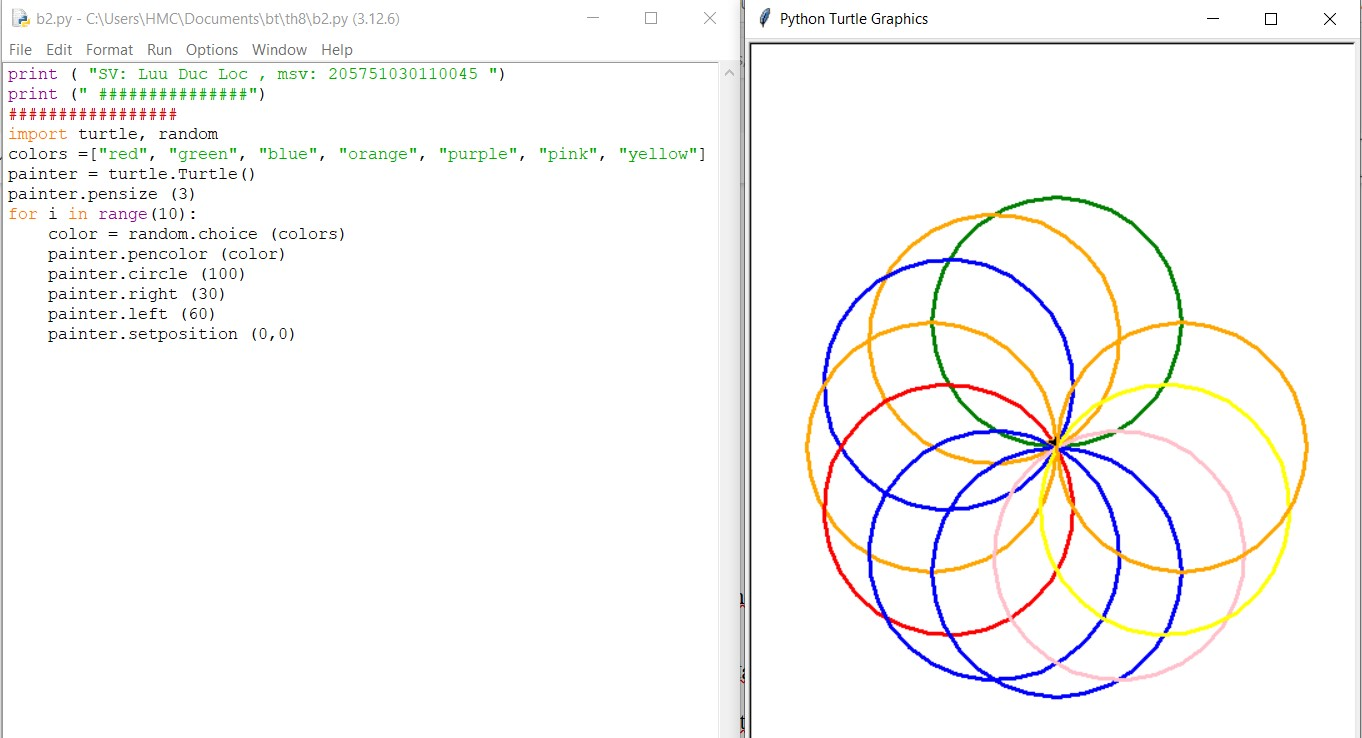 b2.py - C:\Users\HMC\Documents\bt\th8\b2.py (3.12.6)
File Edit Format Run Options Window Help
print ( "SV: Luu Duc Loc , msv: 205751030110045 ")
print (" ###############")
#################
import turtle, random
colors =["red", "green", "blue", "orange", "purple", "pink", "yellow"]
painter = turtle.Turtle()
painter.pensize (3)
for i in range(10):
    color = random.choice (colors)
    painter.pencolor (color)
    painter.circle (100)
    painter.right (30)
    painter.left (60)
    painter.setposition (0,0)
Python Turtle Graphics